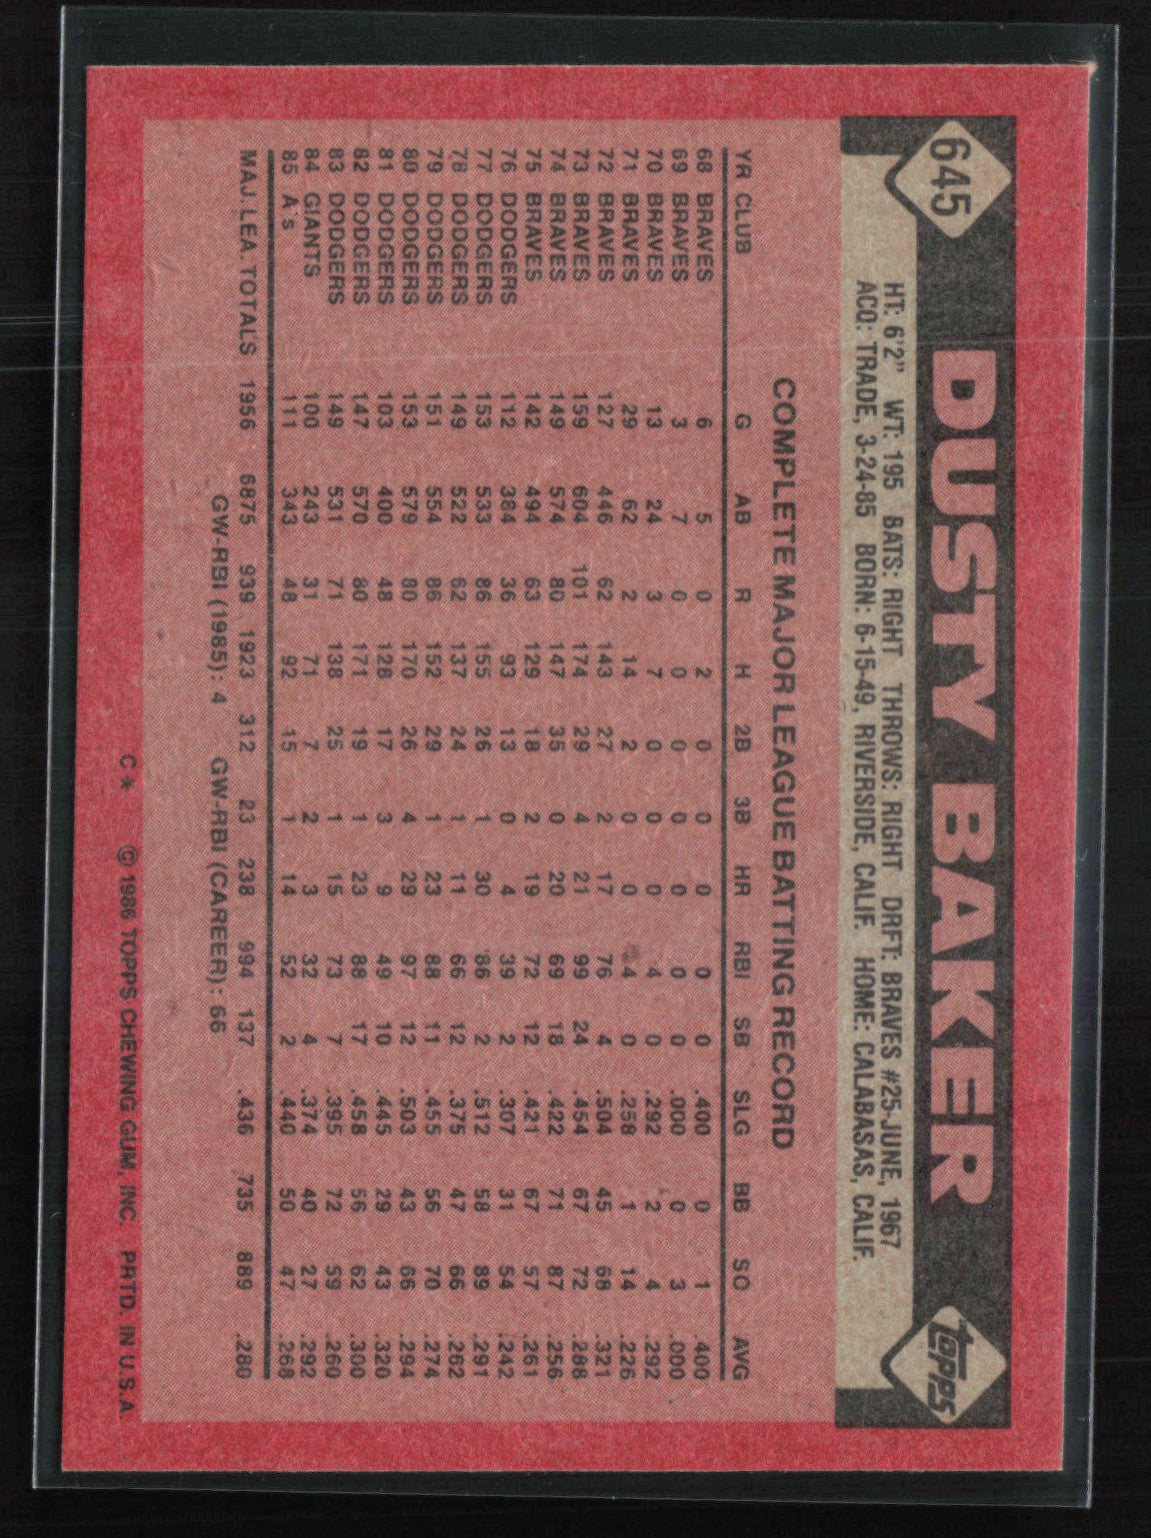 645
DUSTY BAKER
topps
HT: 6'2" WT: 195 BATS: RIGHT THROWS: RIGHT DRFT: BRAVES #25-JUNE, 1967
ACQ: TRADE, 3-24-85 BORN: 6-15-49, RIVERSIDE, CALIF. HOME: CALABASAS, CALIF.
COMPLETE MAJOR LEAGUE BATTING RECORD
YR CLUB G AB R H 2B 3B HR RBI SB SLG BB SO AVG
68 BRAVES 6 5 0 2 0 0 0 0 0 .400 0 1 .400
69 BRAVES 3 7 0 0 0 0 0 0 0 .000 0 3 .000
70 BRAVES 13 24 3 7 0 0 0 4 0 .292 2 4 .292
71 BRAVES 29 62 2 14 2 0 0 4 0 .258 1 14 .226
72 BRAVES 127 446 62 143 27 2 17 76 4 .504 45 68 .321
73 BRAVES 159 604 101 174 29 4 21 99 24 .454 67 72 .288
74 BRAVES 149 574 80 147 35 0 20 69 18 .422 71 87 .256
75 BRAVES 142 494 63 129 18 2 19 72 12 .421 67 57 .261
76 DODGERS 112 384 36 93 13 0 4 39 2 .307 31 54 .242
77 DODGERS 153 533 86 155 26 1 30 86 2 .512 58 89 .291
78 DODGERS 149 522 62 137 24 1 11 66 12 .375 47 66 .262
79 DODGERS 151 554 86 152 29 1 23 88 11 .455 56 70 .274
80 DODGERS 153 579 80 170 26 4 29 97 12 .503 43 66 .294
81 DODGERS 103 400 48 128 17 3 9 49 10 .445 29 43 .320
82 DODGERS 147 570 80 171 19 1 23 88 17 .458 56 62 .300
83 DODGERS 149 531 71 138 25 1 15 73 7 .395 72 59 .260
84 GIANTS 100 243 31 71 7 2 3 32 4 .374 40 27 .292
85 A's 111 343 48 92 15 1 14 52 2 .440 50 47 .268
MAJ. LEA. TOTALS 1956 6875 939 1923 312 23 238 994 137 .436 735 889 .280
GW-RBI (1985): 4 GW-RBI (CAREER): 66
C* © 1986 TOPPS CHEWING GUM, INC. PRTD. IN U.S.A.